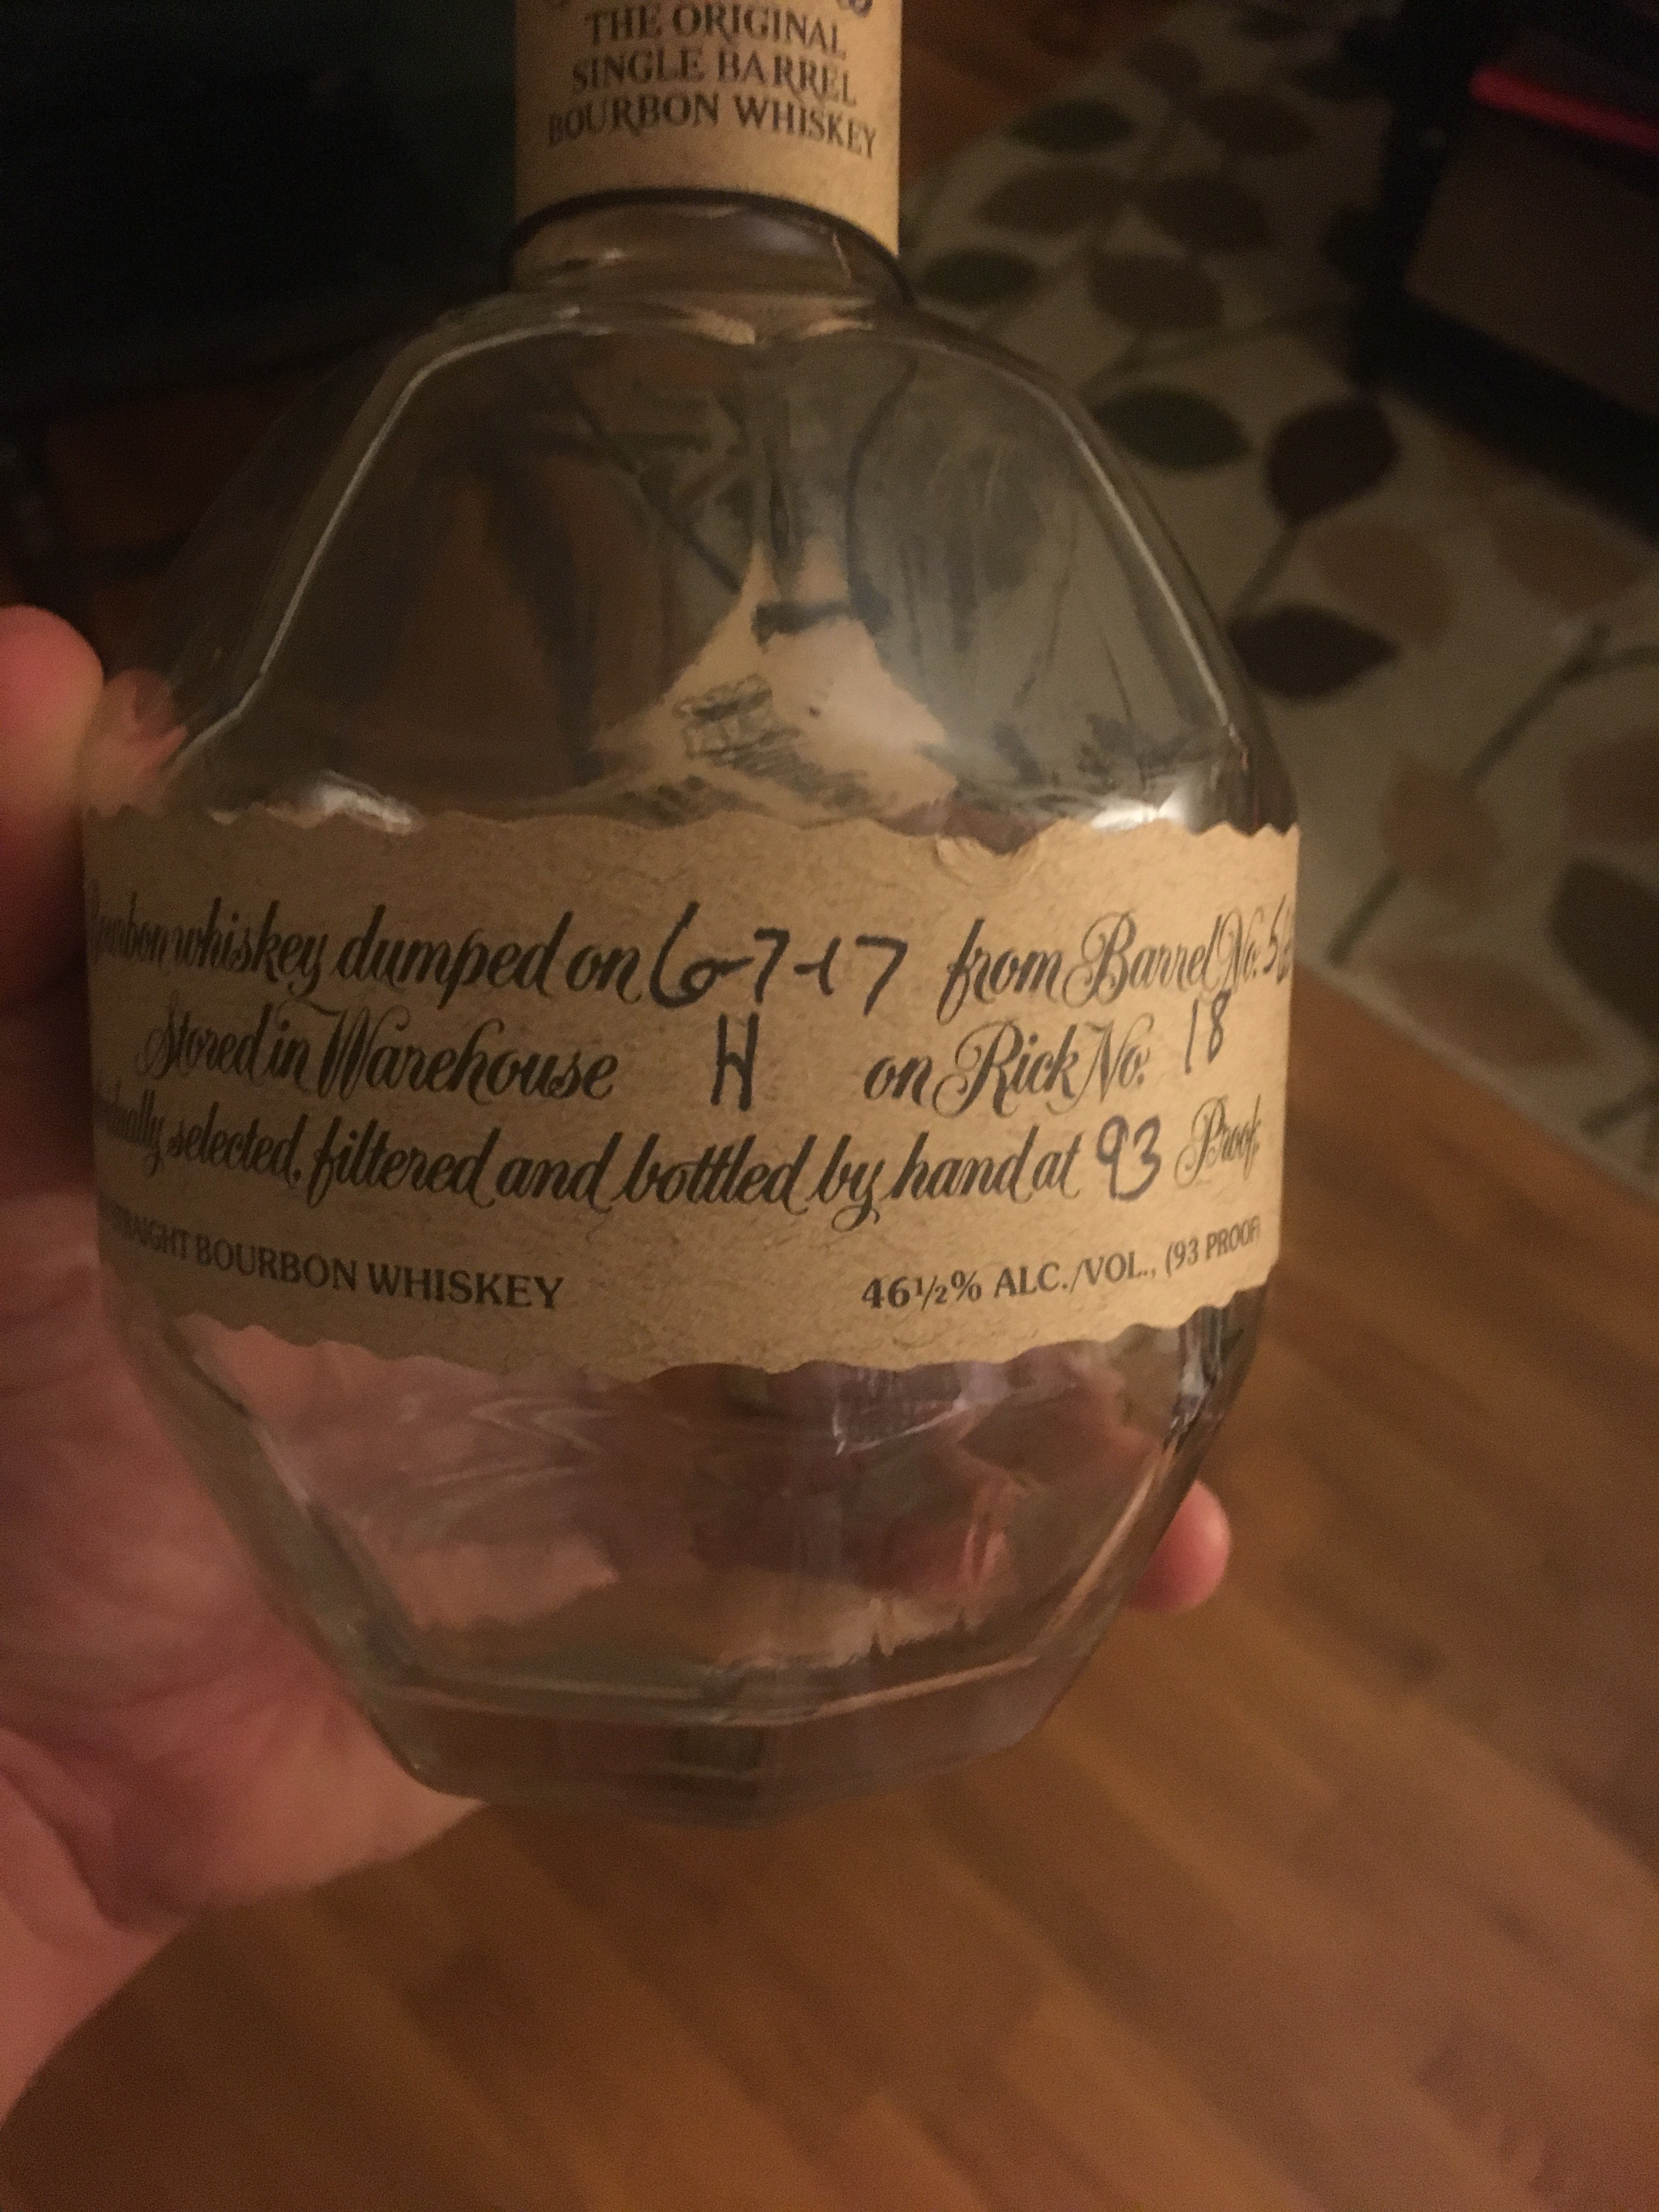 THE ORIGINAL
SINGLE BARREL
BOURBON WHISKEY
whiskey dumped on 6-7-17 from Barrel No.
Stored in Warehouse H on Rick No. 18
selected, filtered and bottled by hand at 93 Proof
BOURBON WHISKEY 46½% ALC./VOL., (93 PROOF)